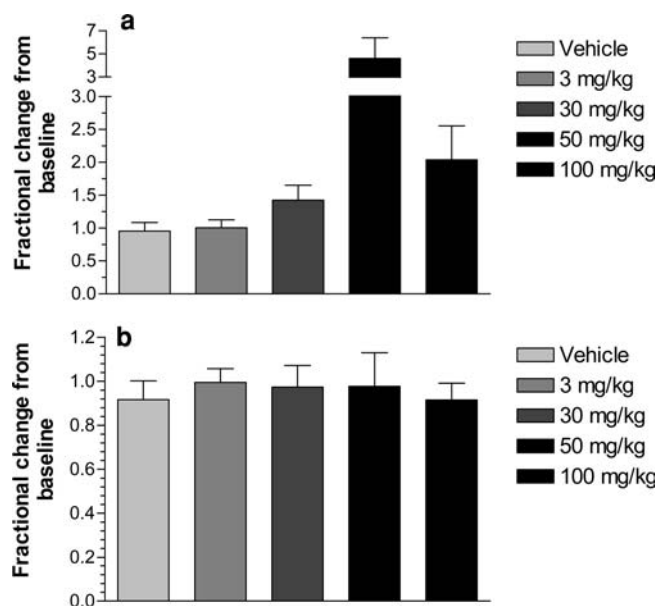 a
Fractional change from
baseline
7
5
3
3.0
2.5
2.0
1.5
1.0
0.5
0.0
Vehicle
3 mg/kg
30 mg/kg
50 mg/kg
100 mg/kg
b
Fractional change from
baseline
1.2
1.0
0.8
0.6
0.4
0.2
0.0
Vehicle
3 mg/kg
30 mg/kg
50 mg/kg
100 mg/kg